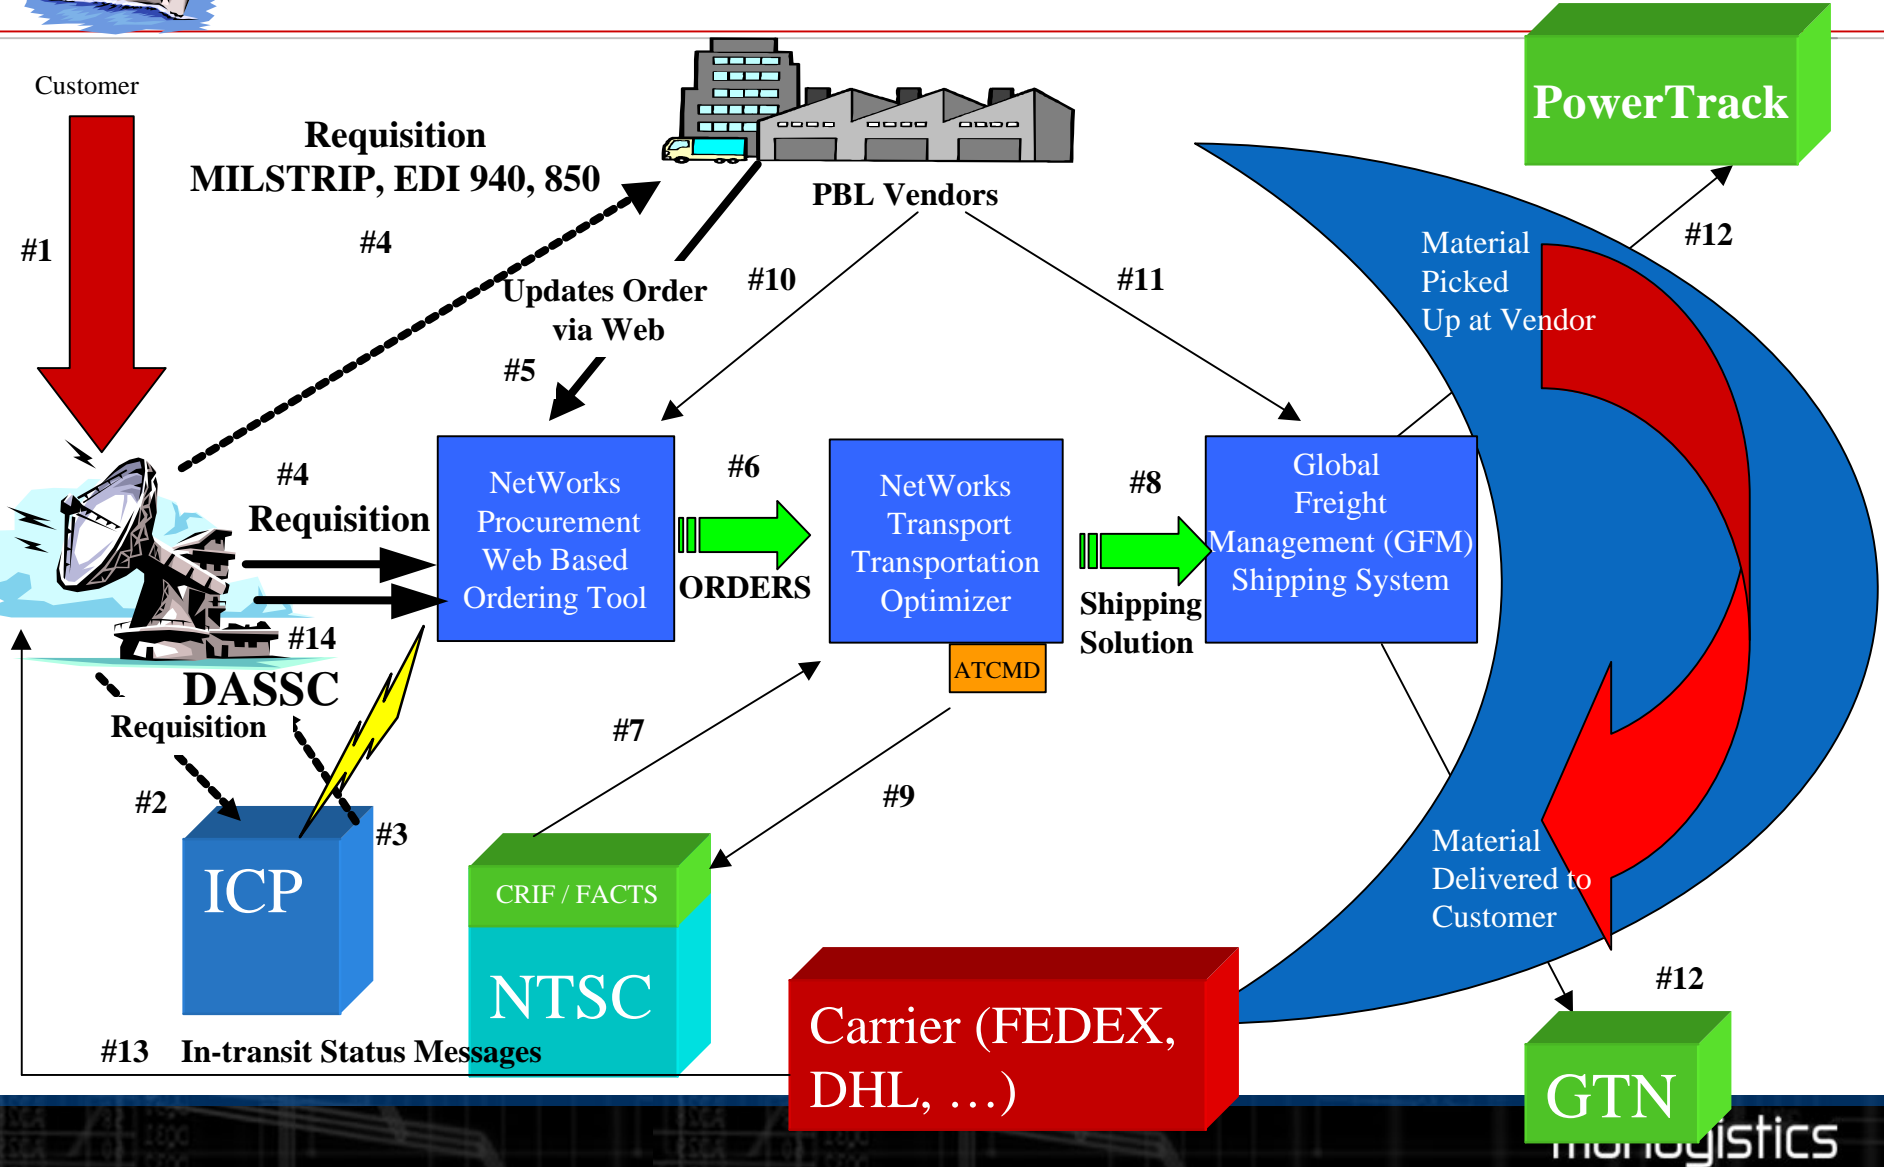 Customer
PowerTrack
Requisition
MILSTRIP, EDI 940, 850
PBL Vendors
#1
#4
#12
Material
Picked
Up at Vendor
#10
#11
Updates Order
via Web
#5
#4
Requisition
NetWorks
Procurement
Web Based
Ordering Tool
#6
ORDERS
NetWorks
Transport
Transportation
Optimizer
ATCMD
#8
Shipping
Solution
Global
Freight
Management (GFM)
Shipping System
#14
DASSC
Requisition
#2
#3
#7
#9
ICP
CRIF / FACTS
NTSC
Material
Delivered to
Customer
#12
Carrier (FEDEX,
DHL, …)
#13 In-transit Status Messages
GTN